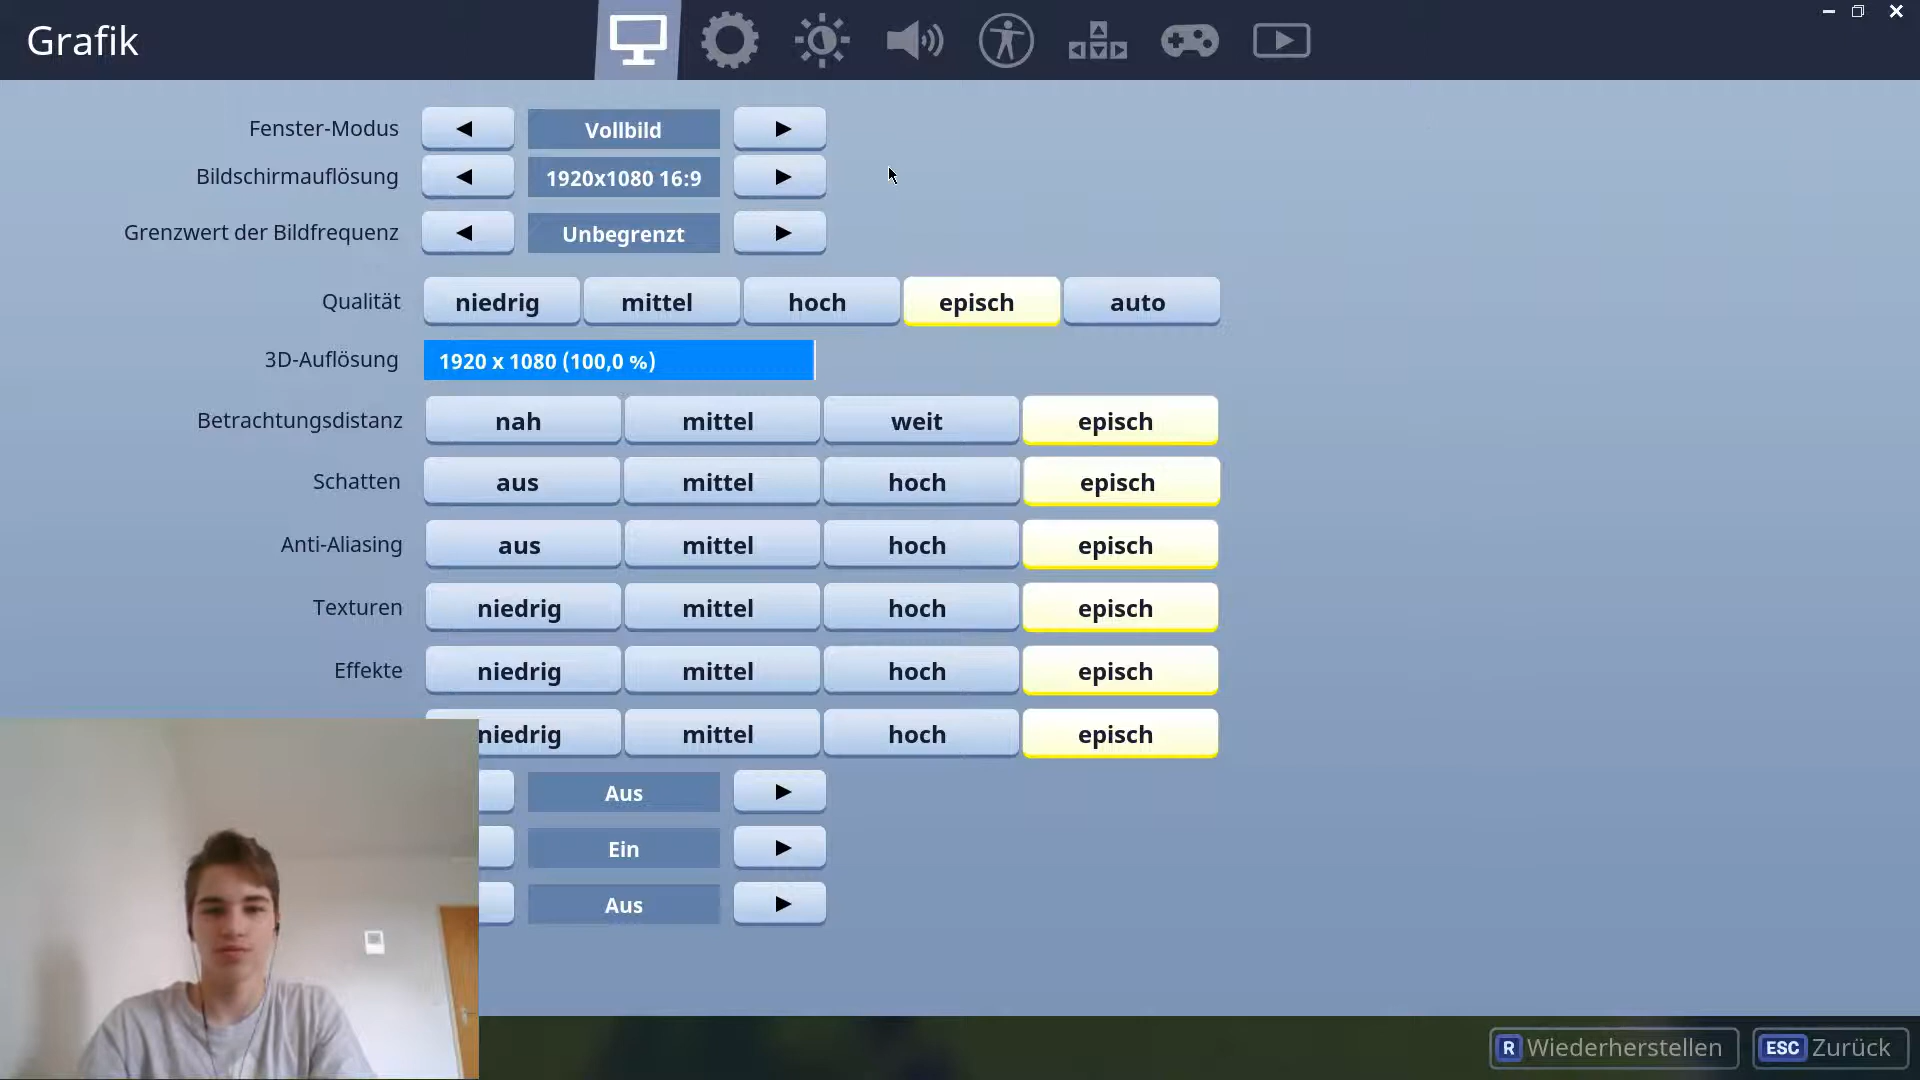 Grafik
Fenster-Modus Vollbild
Bildschirmauflösung 1920x1080 16:9
Grenzwert der Bildfrequenz Unbegrenzt
Qualität niedrig mittel hoch episch auto
3D-Auflösung 1920 x 1080 (100,0 %)
Betrachtungsdistanz nah mittel weit episch
Schatten aus mittel hoch episch
Anti-Aliasing aus mittel hoch episch
Texturen niedrig mittel hoch episch
Effekte niedrig mittel hoch episch
niedrig mittel hoch episch
Aus
Ein
Aus
R Wiederherstellen ESC Zurück